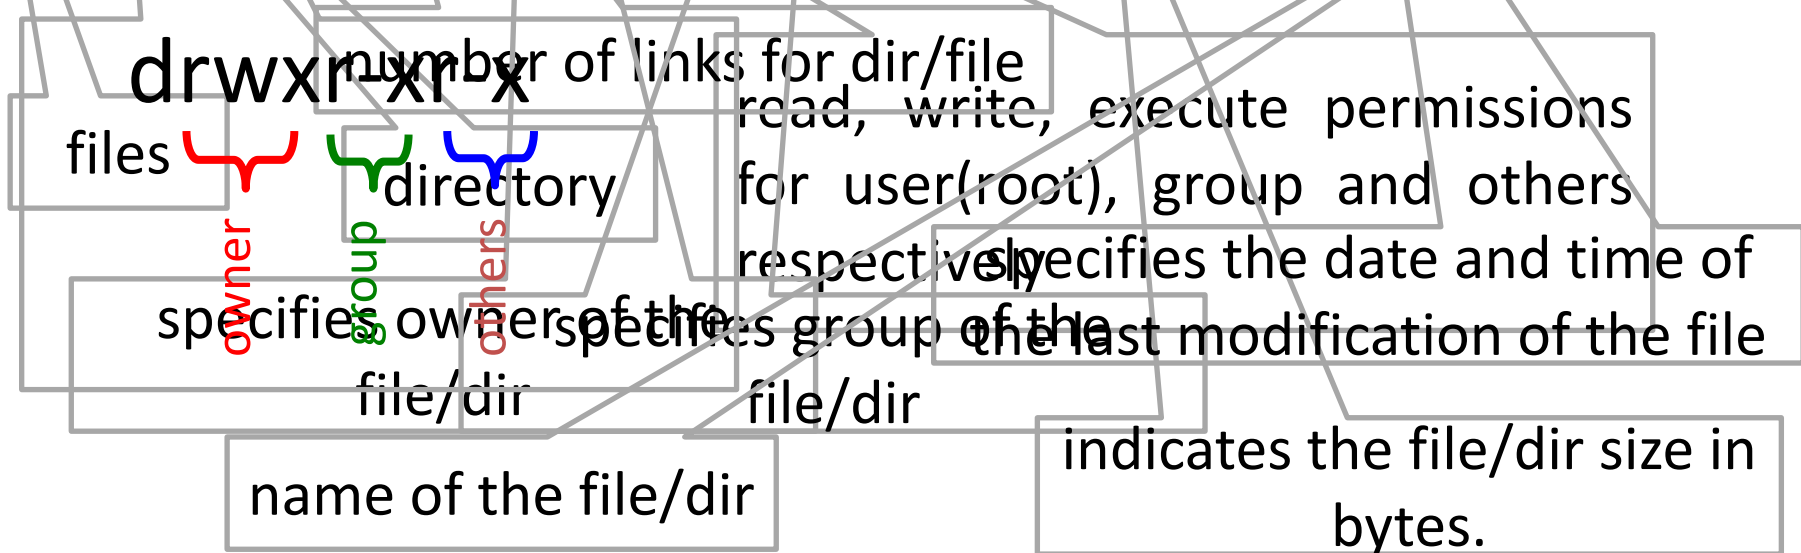 drwxr-xr-x
number of links for dir/file
read, write, execute permissions
for user(root), group and others
respectively
files
directory
owner
group
others
specifies the date and time of
the last modification of the file
specifies owner of the
file/dir
specifies group of the
file/dir
indicates the file/dir size in
bytes.
name of the file/dir